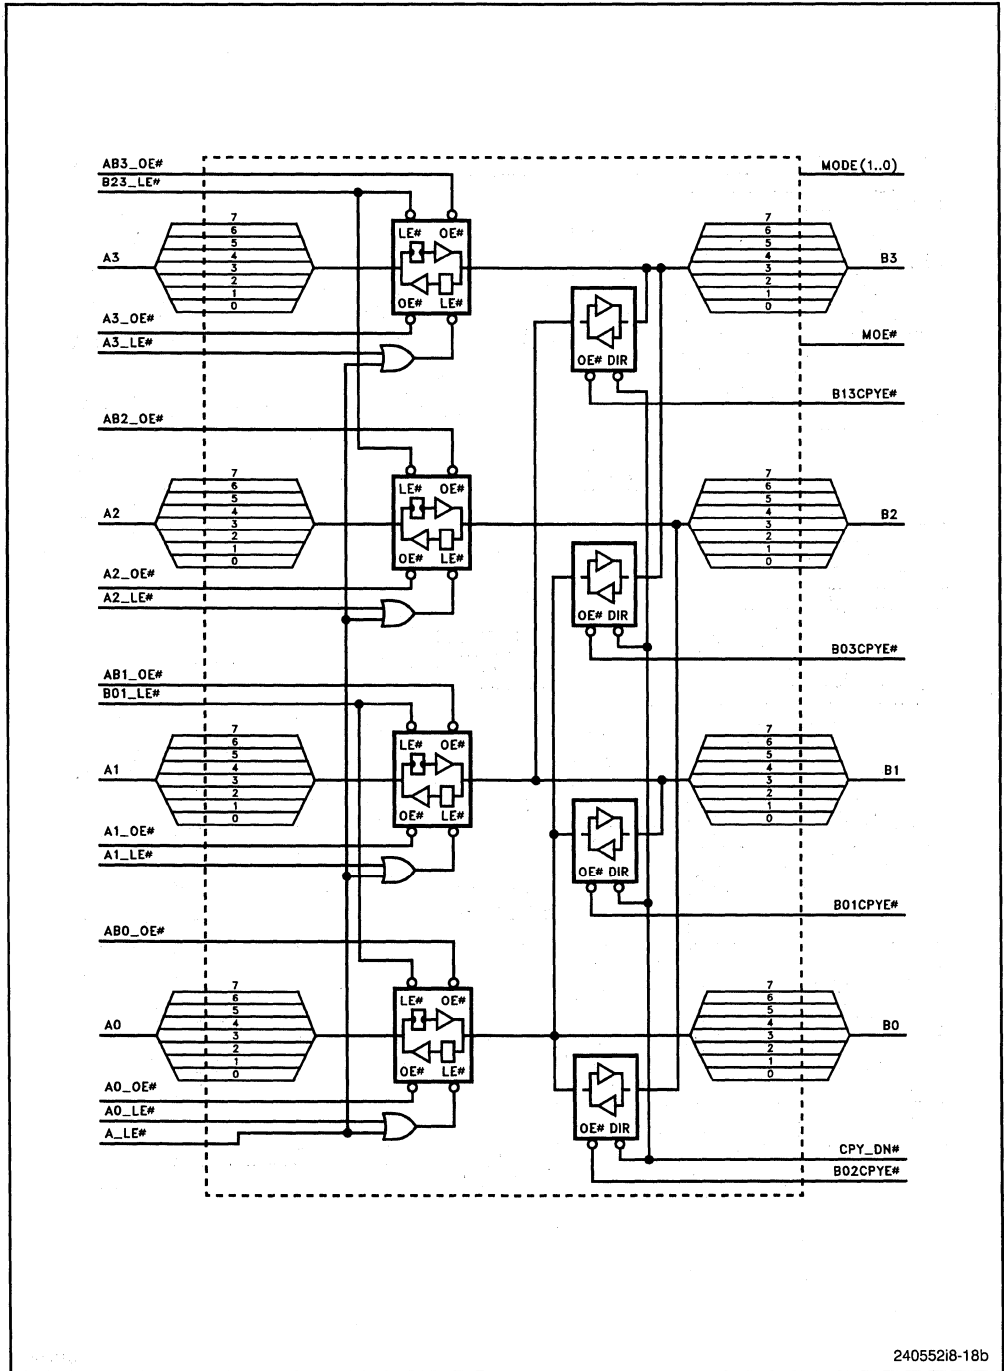 AB3_OE#
B23_LE#
MODE(1..0)
7
6
5
4
3
2
1
0
LE# OE#
OE# LE#
7
6
5
4
3
2
1
0
A3
B3
A3_OE#
A3_LE#
OE# DIR
MOE#
B13CPYE#
AB2_OE#
7
6
5
4
3
2
1
0
LE# OE#
OE# LE#
7
6
5
4
3
2
1
0
A2
B2
A2_OE#
A2_LE#
OE# DIR
B03CPYE#
AB1_OE#
B01_LE#
7
6
5
4
3
2
1
0
LE# OE#
OE# LE#
7
6
5
4
3
2
1
0
A1
B1
A1_OE#
A1_LE#
OE# DIR
B01CPYE#
AB0_OE#
7
6
5
4
3
2
1
0
LE# OE#
OE# LE#
7
6
5
4
3
2
1
0
A0
B0
A0_OE#
A0_LE#
A_LE#
OE# DIR
CPY_DN#
B02CPYE#
240552i8-18b